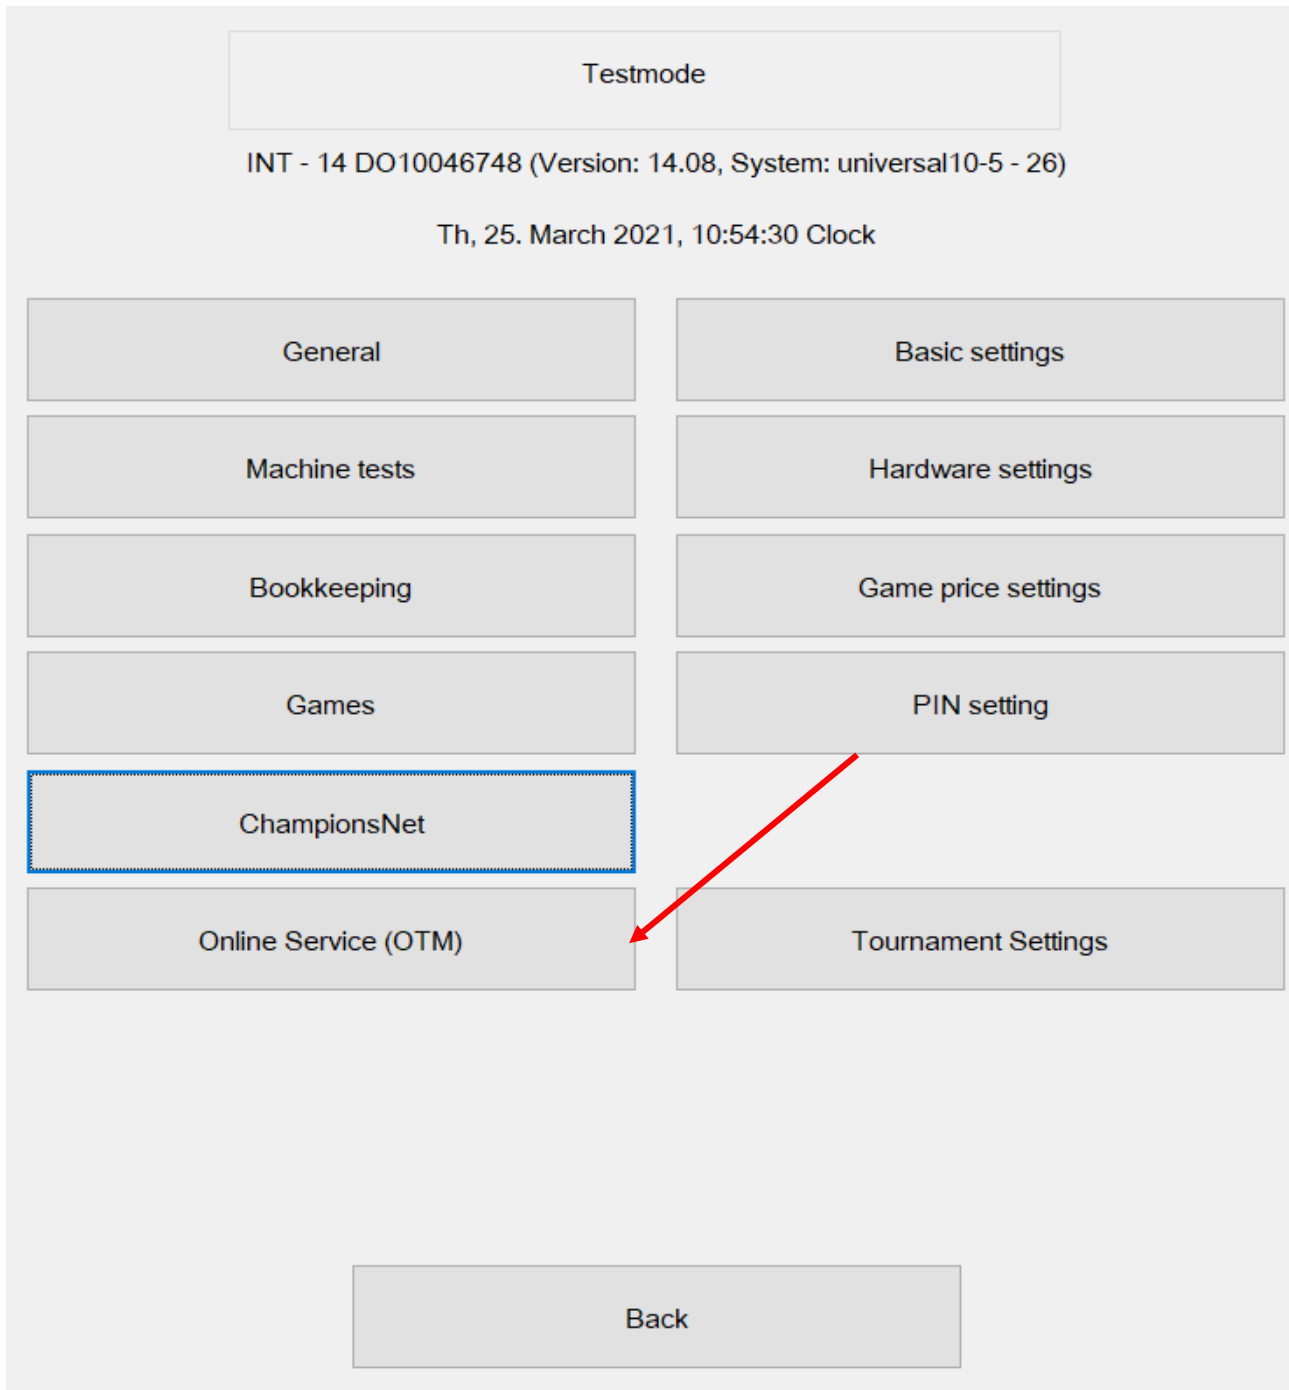 Testmode
INT - 14 DO10046748 (Version: 14.08, System: universal10-5 - 26)
Th, 25. March 2021, 10:54:30 Clock
General
Basic settings
Machine tests
Hardware settings
Bookkeeping
Game price settings
Games
PIN setting
ChampionsNet
Online Service (OTM)
Tournament Settings
Back